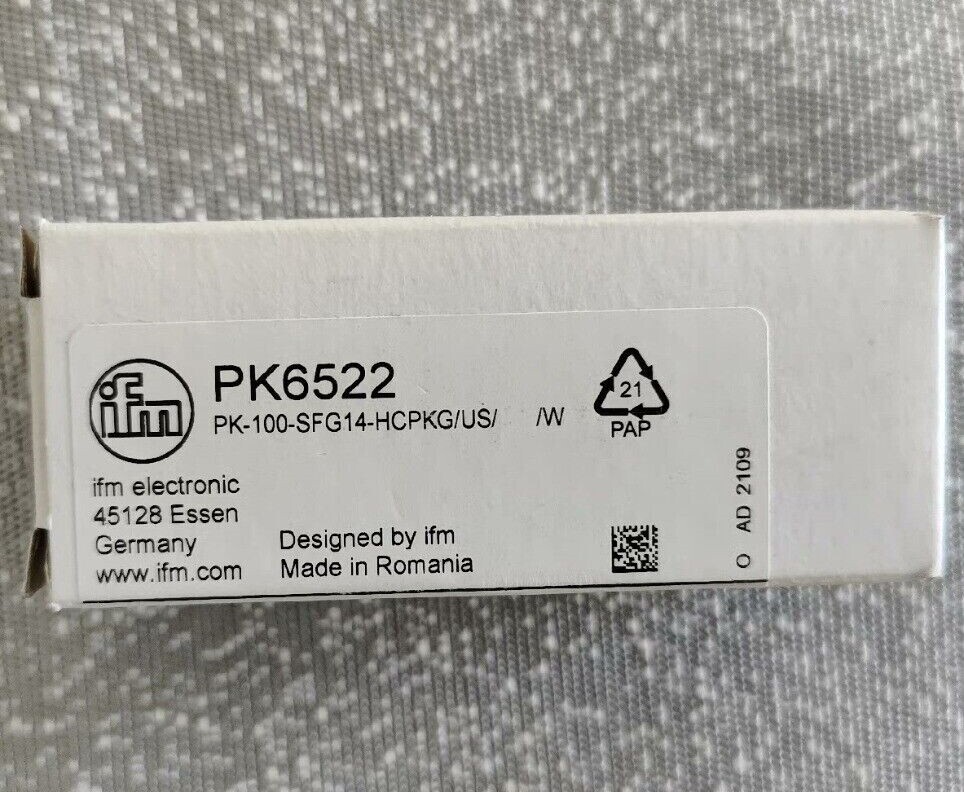 ifm
PK6522
PK-100-SFG14-HCPKG/US/ /W
21
PAP
ifm electronic
45128 Essen
Germany
www.ifm.com
Designed by ifm
Made in Romania
O AD 2109